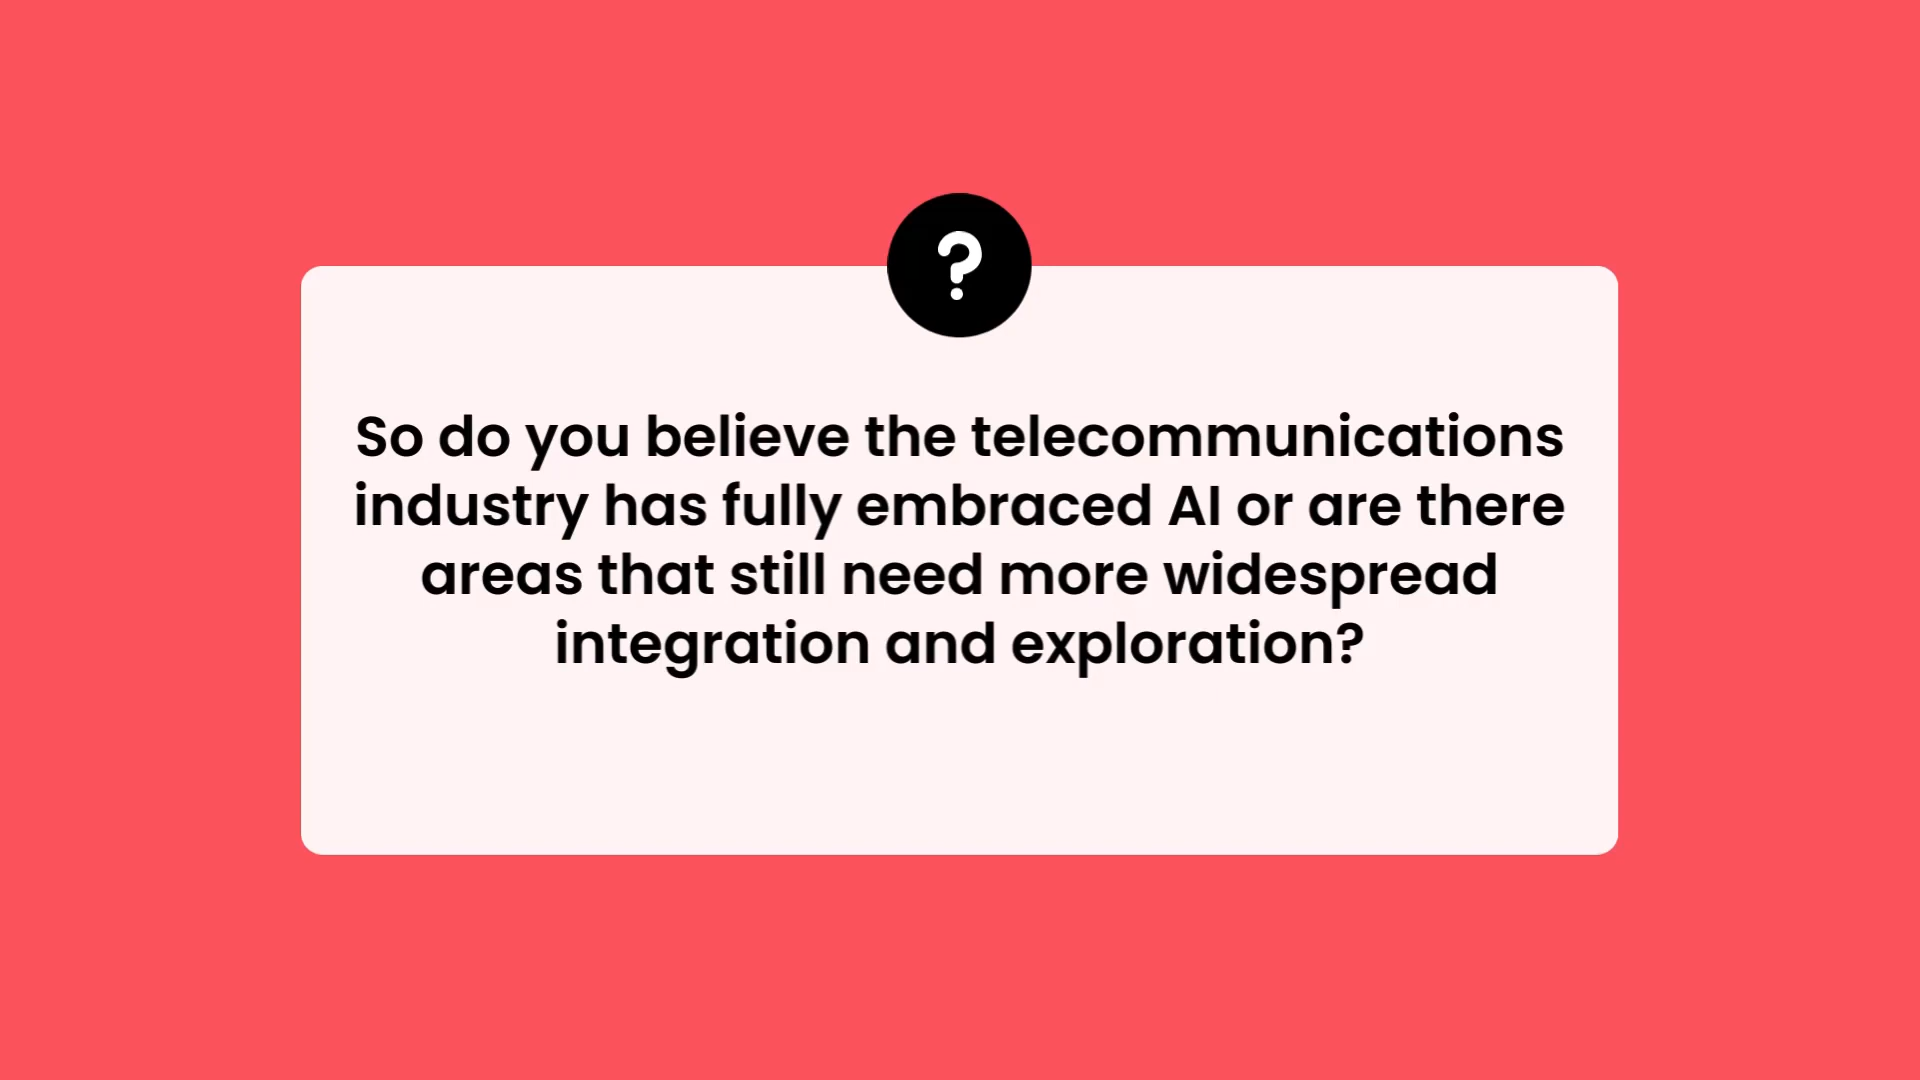 ?
So do you believe the telecommunications
industry has fully embraced AI or are there
areas that still need more widespread
integration and exploration?